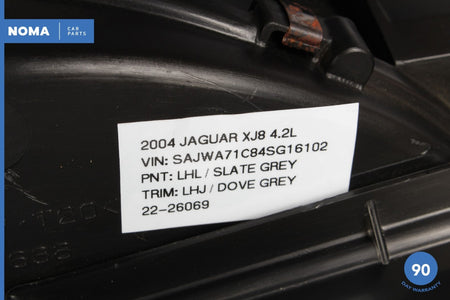 NOMA CAR
PARTS
2004 JAGUAR XJ8 4.2L
VIN: SAJWA71C84SG16102
PNT: LHL / SLATE GREY
TRIM: LHJ / DOVE GREY
22-26069
90
DAY WARRANTY